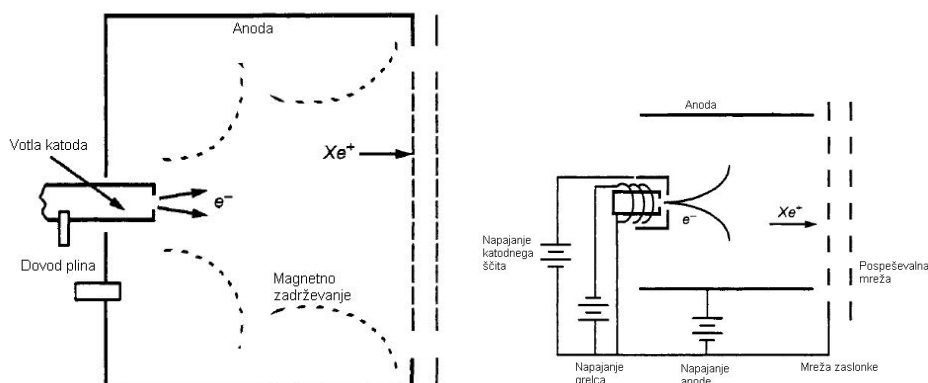 Anoda
Votla katoda
Xe⁺
e⁻
Dovod plina
Magnetno
zadrževanje
Anoda
e⁻
Xe⁺
Napajanje
katodnega
ščita
Pospeševalna
mreža
Napajanje
grelca
Napajanje
anode
Mreža zaslonke